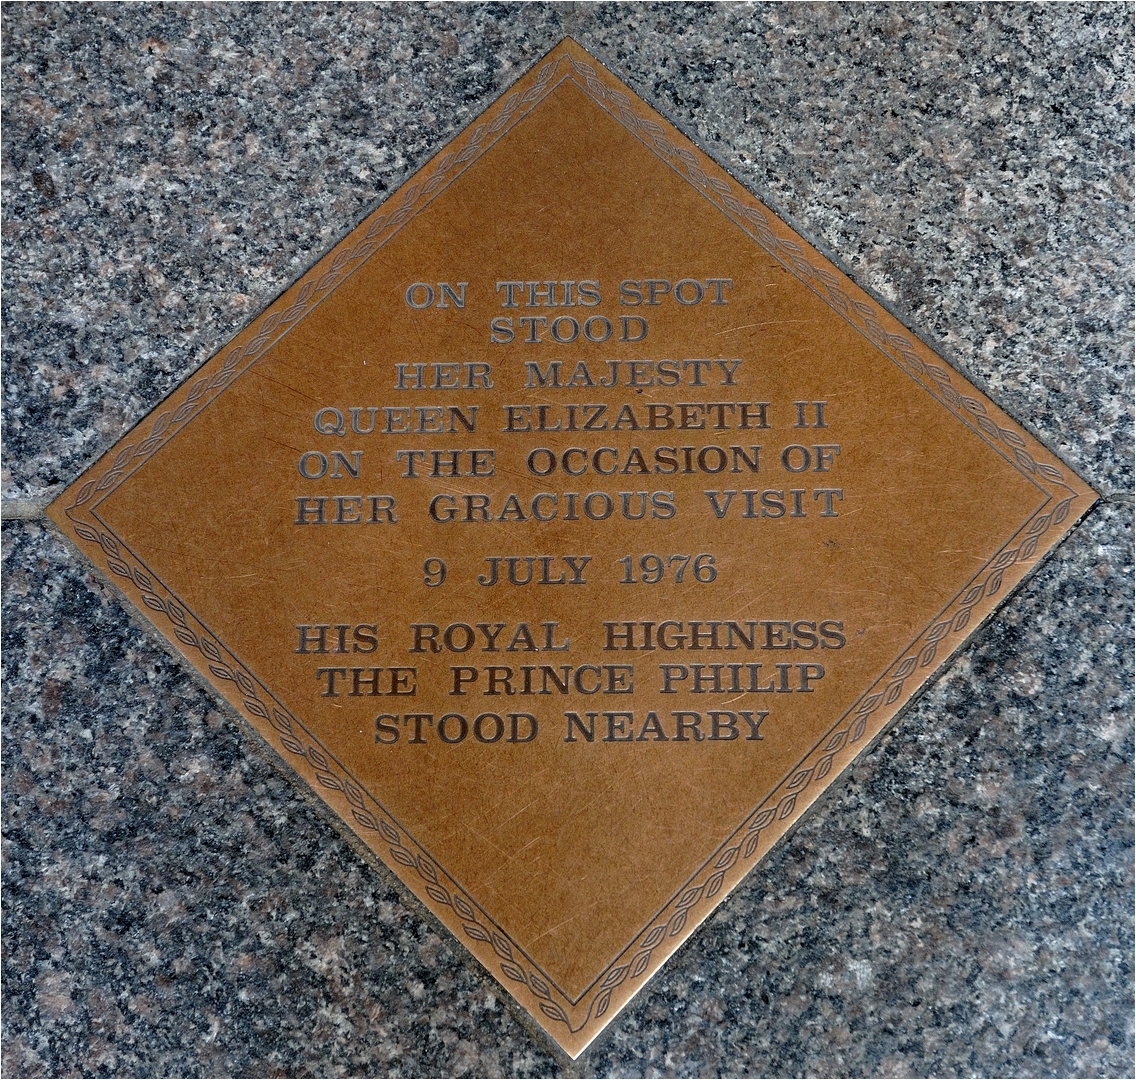 ON THIS SPOT
STOOD
HER MAJESTY
QUEEN ELIZABETH II
ON THE OCCASION OF
HER GRACIOUS VISIT
9 JULY 1976
HIS ROYAL HIGHNESS
THE PRINCE PHILIP
STOOD NEARBY